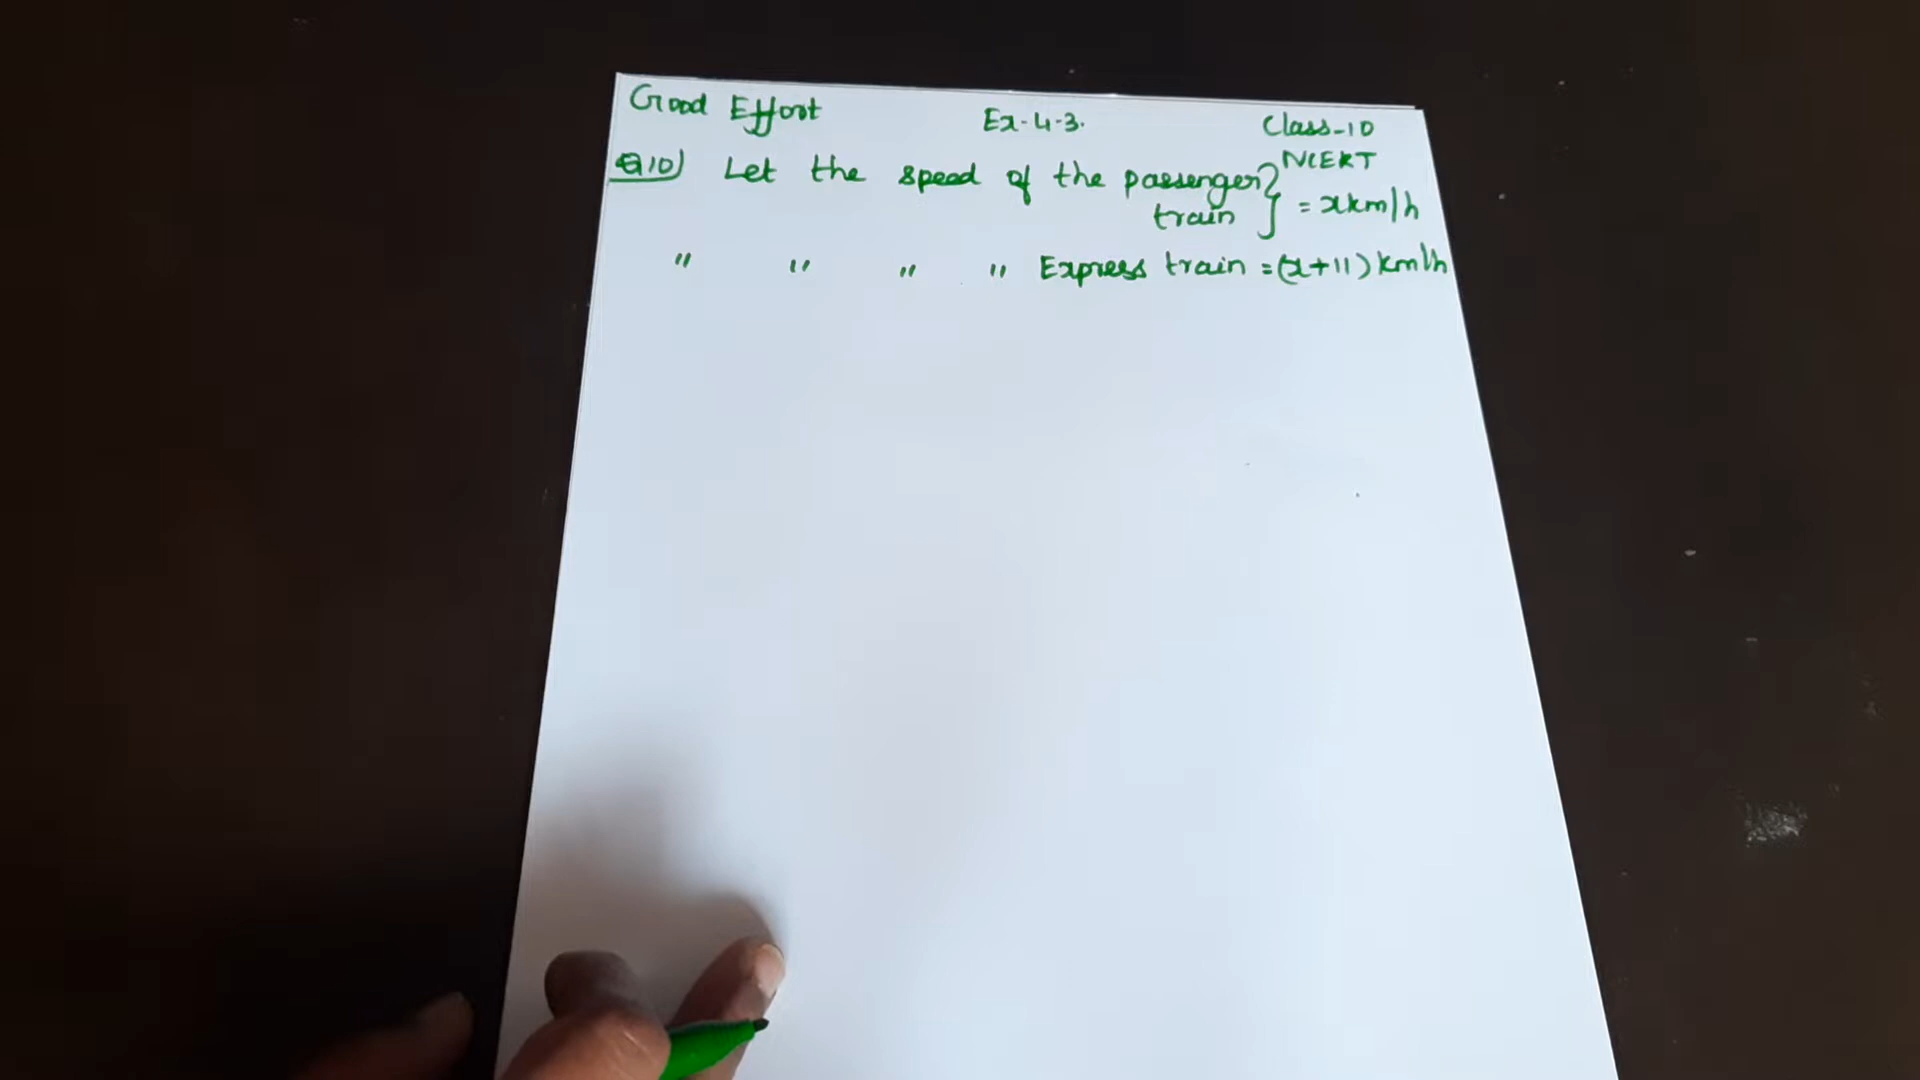 Good Effort Ex-4-3. Class-10
NCERT
Q10) Let the speed of the passenger
train } = x km/h
" " " " Express train = (x+11) km/h